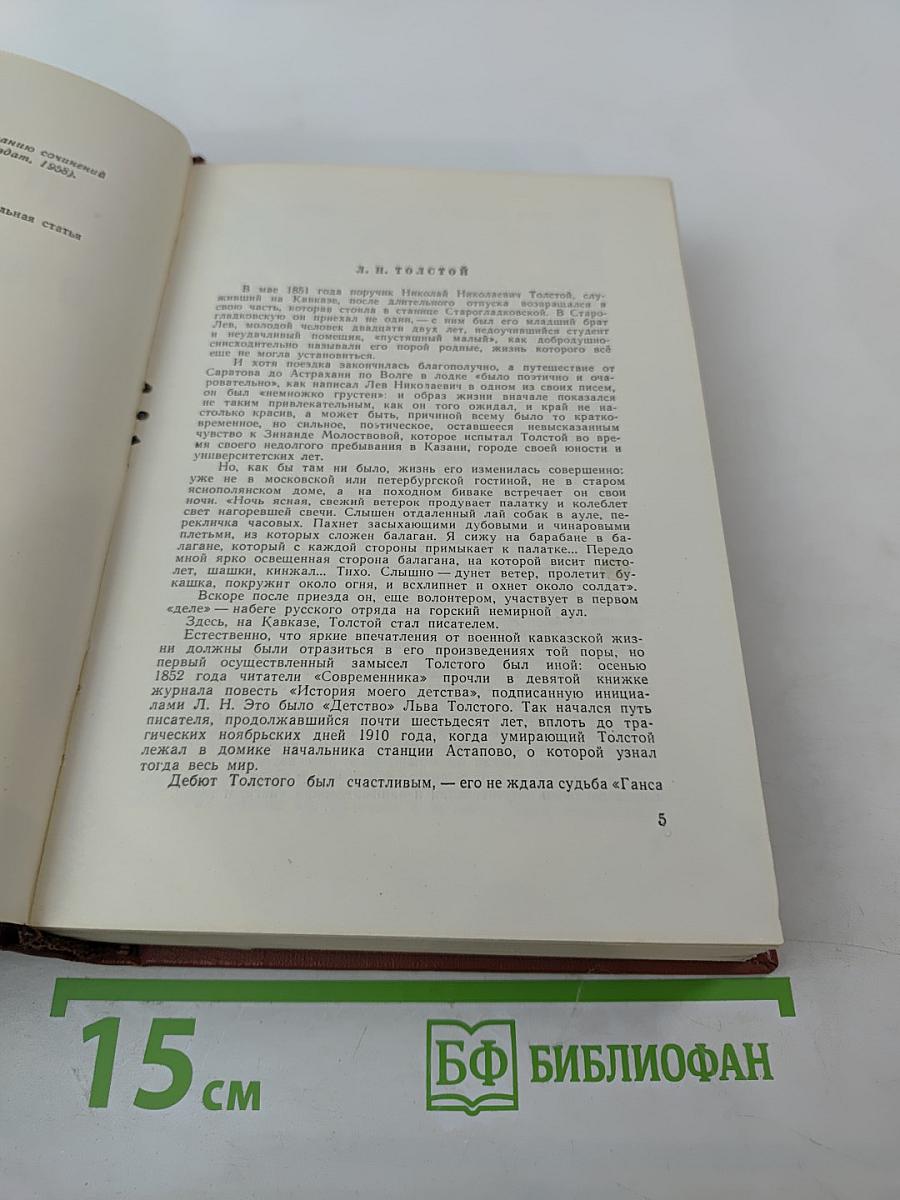 анию сочинений
здат, 1958).
льная статья
Л. Н. ТОЛСТОЙ
В мае 1851 года поручик Николай Николаевич Толстой, слу-
живший на Кавказе, после длительного отпуска возвращался в
свою часть, которая стояла в станице Старогладковской. В Старо-
гладковскую он приехал не один, — с ним был его младший брат
Лев, молодой человек двадцати двух лет, недоучившийся студент
и неудачливый помещик, «пустяшный малый», как добродушно-
снисходительно называли его порой родные, жизнь которого всё
еще не могла установиться.
И хотя поездка закончилась благополучно, а путешествие от
Саратова до Астрахани по Волге в лодке «было поэтично и оча-
ровательно», как написал Лев Николаевич в одном из своих писем,
он был «немножко грустен»: и образ жизни вначале показался
не таким привлекательным, как он того ожидал, и край не на-
столько красив, а может быть, причиной всему было то кратко-
временное, но сильное, поэтическое, оставшееся невысказанным
чувство к Зинаиде Молоствовой, которое испытал Толстой во вре-
мя своего недолгого пребывания в Казани, городе своей юности и
университетских лет.
Но, как бы там ни было, жизнь его изменилась совершенно:
уже не в московской или петербургской гостиной, не в старом
яснополянском доме, а на походном биваке встречает он свои
ночи. «Ночь ясная, свежий ветерок продувает палатку и колеблет
свет нагоревшей свечи. Слышен отдаленный лай собак в ауле, пе-
рекличка часовых. Пахнет засыхающими дубовыми и чинаровыми
плетьми, из которых сложен балаган. Я сижу на барабане в ба-
лагане, который с каждой стороны примыкает к палатке... Передо
мной ярко освещенная сторона балагана, на которой висит писто-
лет, шашки, кинжал... Тихо. Слышно — дунет ветер, пролетит бу-
кашка, покружит около огня, и всхлипнет и охнет около солдат».
Вскоре после приезда он, еще волонтером, участвует в первом
«деле» — набеге русского отряда на горский немирной аул.
Здесь, на Кавказе, Толстой стал писателем.
Естественно, что яркие впечатления от военной кавказской жиз-
ни должны были отразиться в его произведениях той поры, но
первый осуществленный замысел Толстого был иной: осенью
1852 года читатели «Современника» прочли в девятой книжке
журнала повесть «История моего детства», подписанную инициа-
лами Л. Н. Это было «Детство» Льва Толстого. Так начался путь
писателя, продолжавшийся почти шестьдесят лет, вплоть до тра-
гических ноябрьских дней 1910 года, когда умирающий Толстой
лежал в домике начальника станции Астапово, о которой узнал
тогда весь мир.
Дебют Толстого был счастливым, — его не ждала судьба «Ганса
5
15 см
БФ БИБЛИОФАН